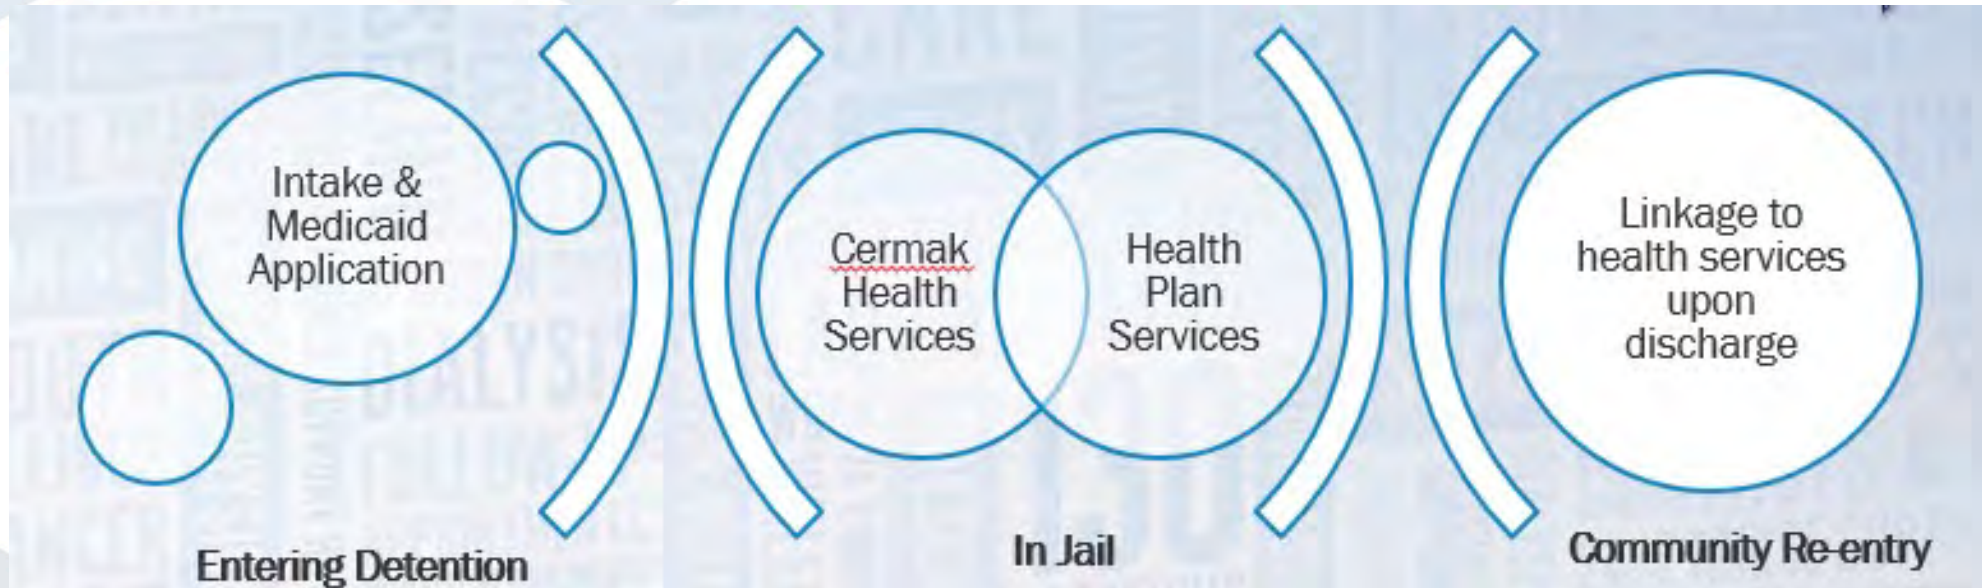 Intake &
Medicaid
Application
Entering Detention
Cermak
Health
Services
Health
Plan
Services
In Jail
Linkage to
health services
upon
discharge
Community Re-entry